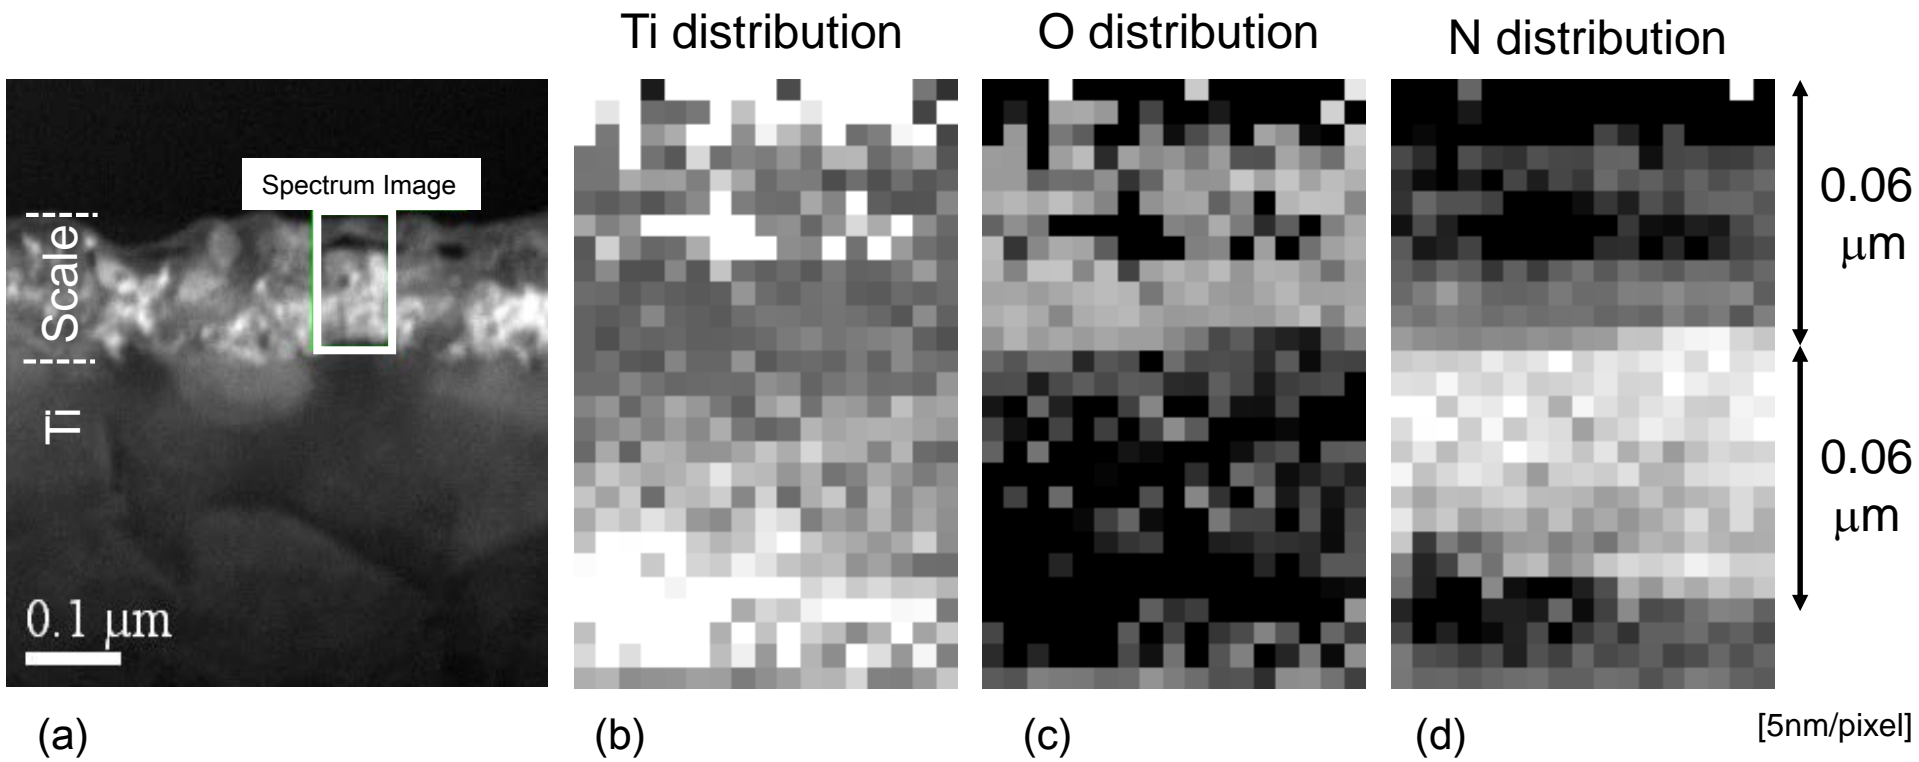 Ti distribution
O distribution
N distribution
Spectrum Image
Scale
Ti
0.1 μm
0.06
μm
0.06
μm
(a)
(b)
(c)
(d)
[5nm/pixel]